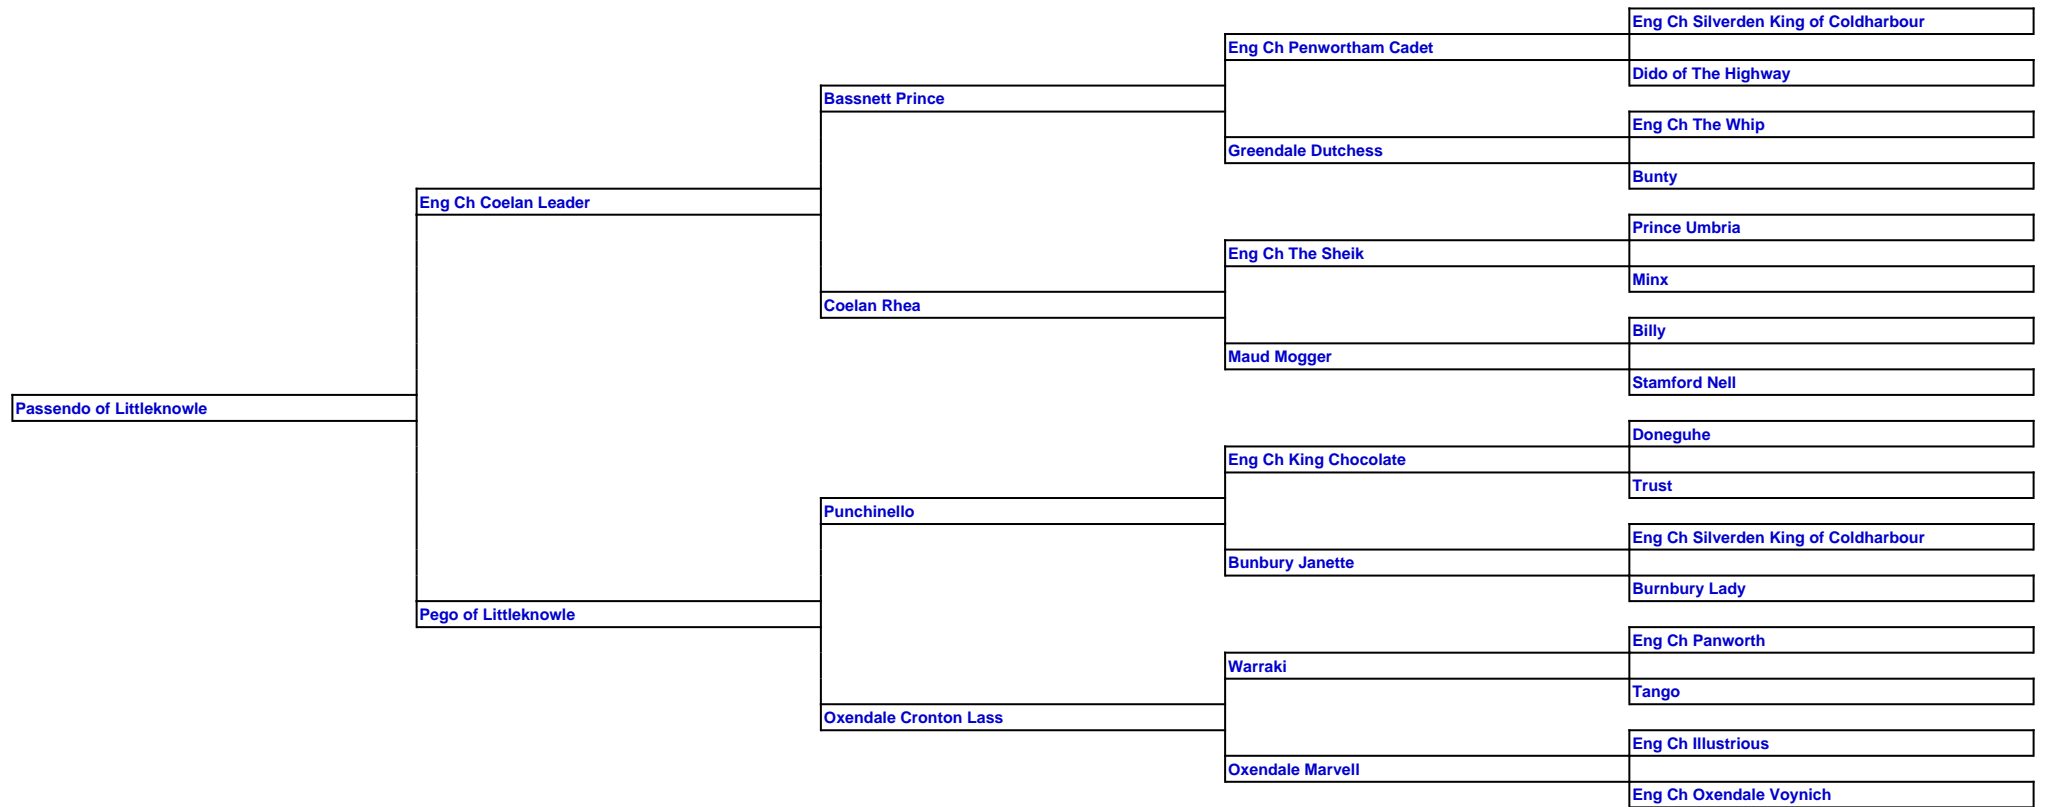 Eng Ch Silverden King of Coldharbour
Eng Ch Penwortham Cadet
Dido of The Highway
Bassnett Prince
Eng Ch The Whip
Greendale Dutchess
Bunty
Eng Ch Coelan Leader
Prince Umbria
Eng Ch The Sheik
Minx
Coelan Rhea
Billy
Maud Mogger
Stamford Nell
Passendo of Littleknowle
Doneguhe
Eng Ch King Chocolate
Trust
Punchinello
Eng Ch Silverden King of Coldharbour
Bunbury Janette
Burnbury Lady
Pego of Littleknowle
Eng Ch Panworth
Warraki
Tango
Oxendale Cronton Lass
Eng Ch Illustrious
Oxendale Marvell
Eng Ch Oxendale Voynich